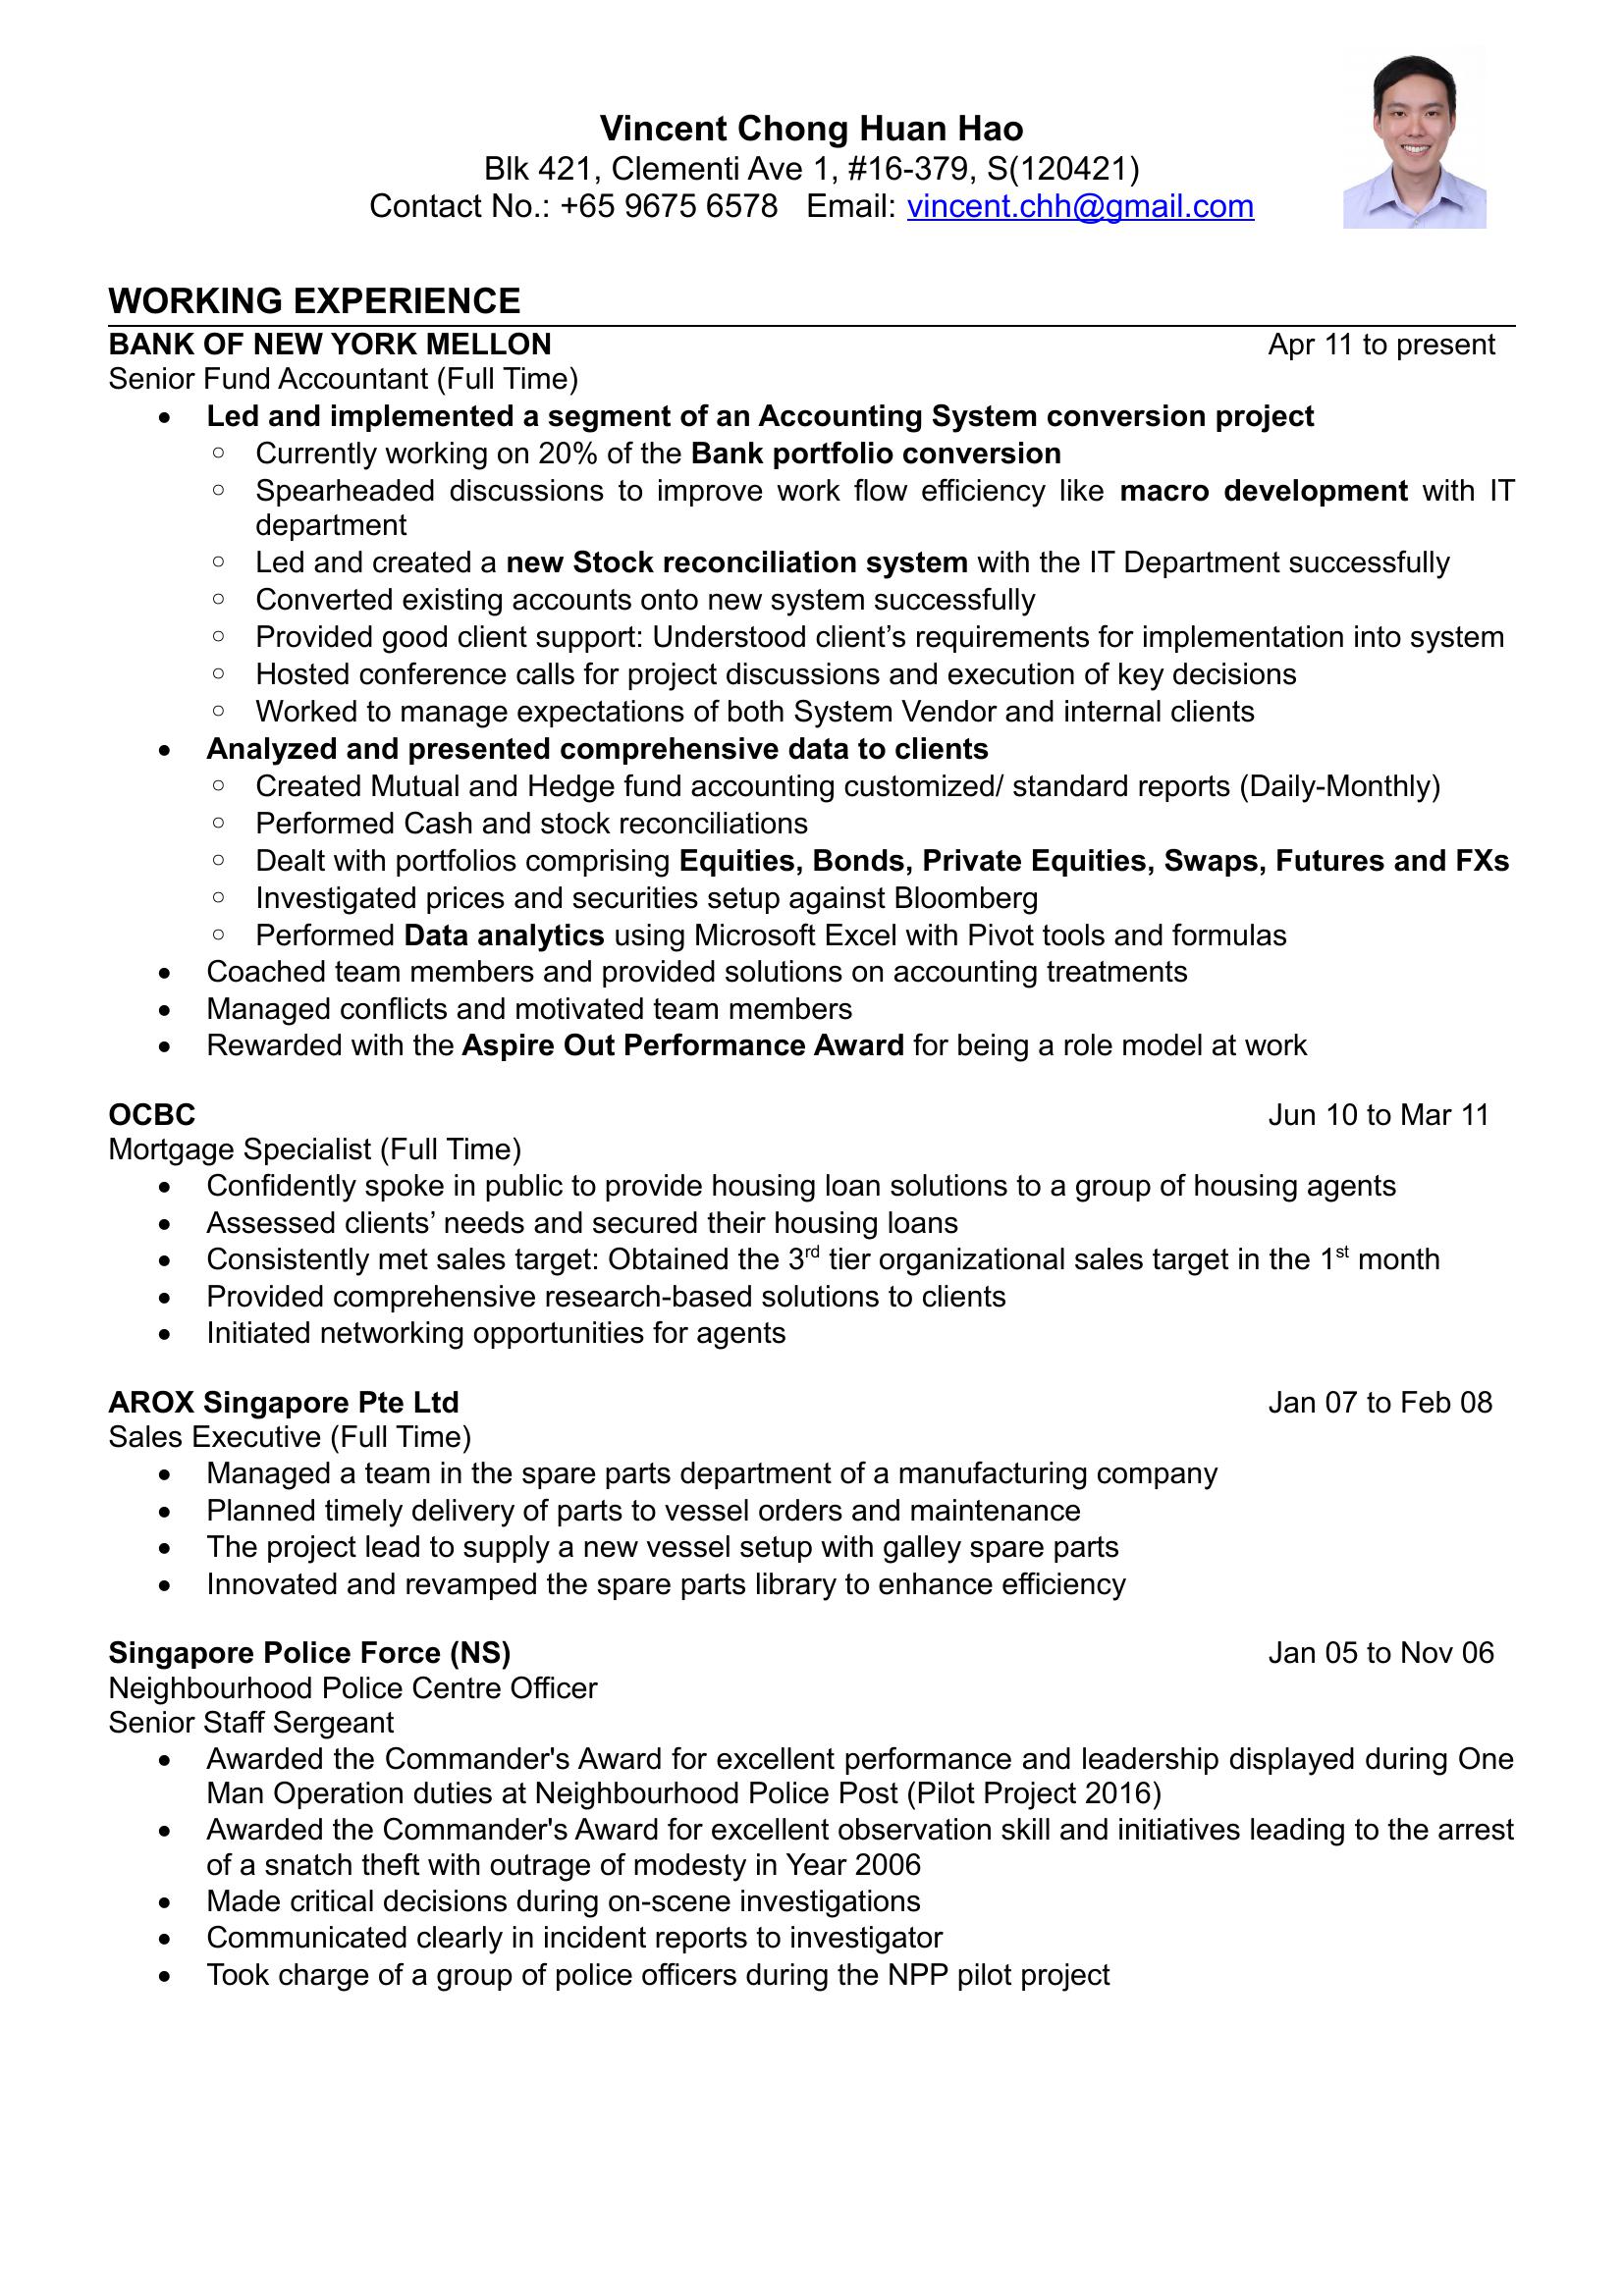 Vincent Chong Huan Hao
Blk 421, Clementi Ave 1, #16-379, S(120421)
Contact No.: +65 9675 6578 Email: vincent.chh@gmail.com
WORKING EXPERIENCE
BANK OF NEW YORK MELLON Apr 11 to present
Senior Fund Accountant (Full Time)
• Led and implemented a segment of an Accounting System conversion project
○ Currently working on 20% of the Bank portfolio conversion
○ Spearheaded discussions to improve work flow efficiency like macro development with IT
department
○ Led and created a new Stock reconciliation system with the IT Department successfully
○ Converted existing accounts onto new system successfully
○ Provided good client support: Understood client’s requirements for implementation into system
○ Hosted conference calls for project discussions and execution of key decisions
○ Worked to manage expectations of both System Vendor and internal clients
• Analyzed and presented comprehensive data to clients
○ Created Mutual and Hedge fund accounting customized/ standard reports (Daily-Monthly)
○ Performed Cash and stock reconciliations
○ Dealt with portfolios comprising Equities, Bonds, Private Equities, Swaps, Futures and FXs
○ Investigated prices and securities setup against Bloomberg
○ Performed Data analytics using Microsoft Excel with Pivot tools and formulas
• Coached team members and provided solutions on accounting treatments
• Managed conflicts and motivated team members
• Rewarded with the Aspire Out Performance Award for being a role model at work
OCBC Jun 10 to Mar 11
Mortgage Specialist (Full Time)
• Confidently spoke in public to provide housing loan solutions to a group of housing agents
• Assessed clients’ needs and secured their housing loans
• Consistently met sales target: Obtained the 3rd tier organizational sales target in the 1st month
• Provided comprehensive research-based solutions to clients
• Initiated networking opportunities for agents
AROX Singapore Pte Ltd Jan 07 to Feb 08
Sales Executive (Full Time)
• Managed a team in the spare parts department of a manufacturing company
• Planned timely delivery of parts to vessel orders and maintenance
• The project lead to supply a new vessel setup with galley spare parts
• Innovated and revamped the spare parts library to enhance efficiency
Singapore Police Force (NS) Jan 05 to Nov 06
Neighbourhood Police Centre Officer
Senior Staff Sergeant
• Awarded the Commander's Award for excellent performance and leadership displayed during One
Man Operation duties at Neighbourhood Police Post (Pilot Project 2016)
• Awarded the Commander's Award for excellent observation skill and initiatives leading to the arrest
of a snatch theft with outrage of modesty in Year 2006
• Made critical decisions during on-scene investigations
• Communicated clearly in incident reports to investigator
• Took charge of a group of police officers during the NPP pilot project